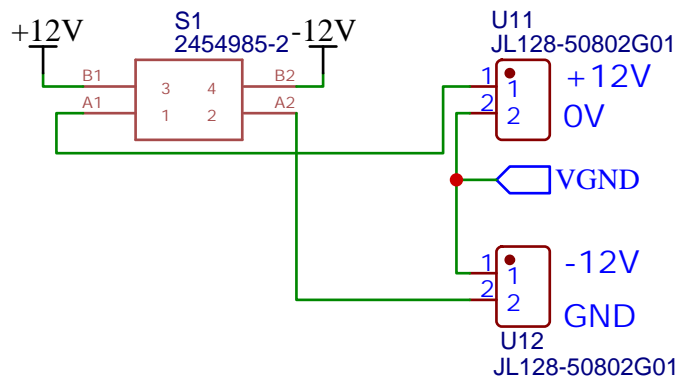 +12V
S1
2454985-2
-12V
B1
3
4
B2
A1
1
2
A2
U11
JL128-50802G01
1
1
+12V
2
2
0V
VGND
1
1
-12V
2
2
GND
U12
JL128-50802G01